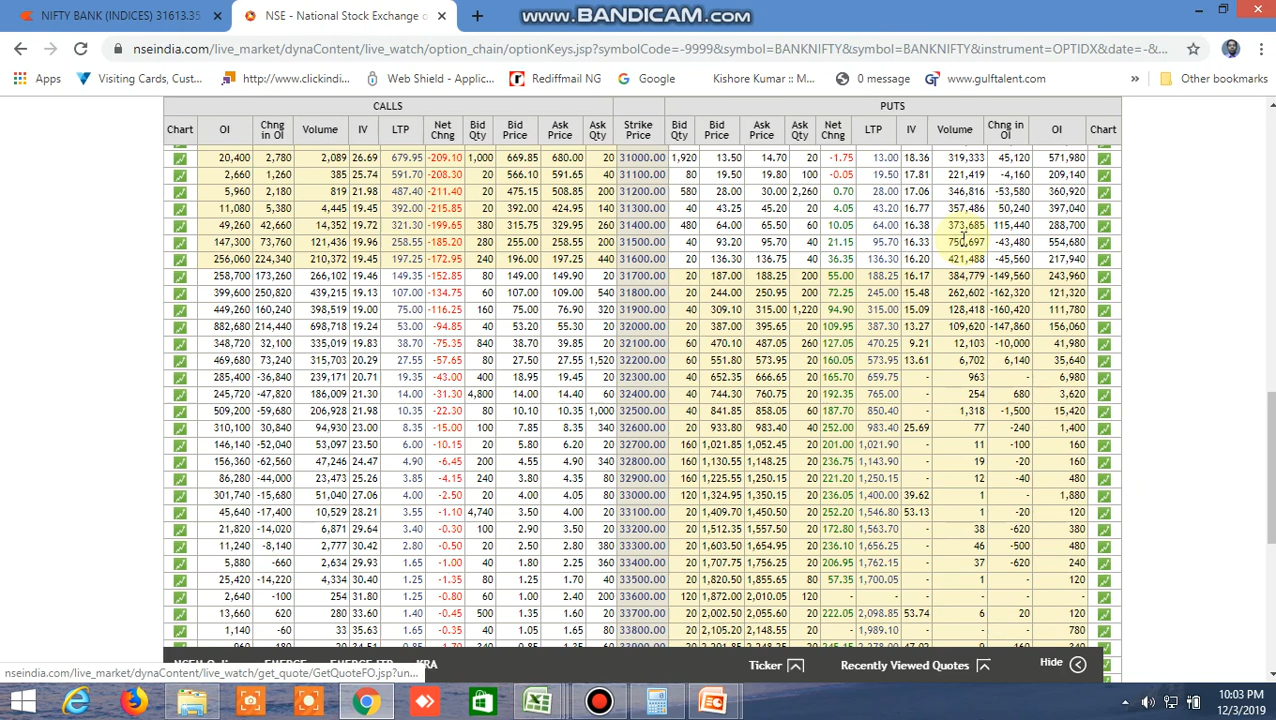 NIFTY BANK (INDICES) 31613.35
NSE - National Stock Exchange o
www.BANDICAM.com
nseindia.com/live_market/dynaContent/live_watch/option_chain/optionKeys.jsp?symbolCode=-9999&symbol=BANKNIFTY&symbol=BANKNIFTY&instrument=OPTIDX&date=-&...
Apps Visiting Cards, Cust... http://www.clickindi... Web Shield - Applic... Rediffmail NG Google Kishore Kumar :: M... 0 message www.gulftalent.com » Other bookmarks
CALLS PUTS
Chart OI Chng in OI Volume IV LTP Net Chng Bid Qty Bid Price Ask Price Ask Qty Strike Price Bid Qty Bid Price Ask Price Ask Qty Net Chng LTP IV Volume Chng in OI OI Chart
20,400 2,780 2,089 26.69 679.95 -209.10 1,000 669.85 680.00 20 31000.00 1,920 13.50 14.70 20 -1.75 13.00 18.36 319,333 45,120 571,980
2,660 1,260 385 25.74 591.70 -208.30 20 566.10 591.65 40 31100.00 80 19.50 19.80 100 -0.05 19.50 17.81 221,419 -4,160 209,140
5,960 2,180 819 21.98 487.40 -211.40 20 475.15 508.85 200 31200.00 580 28.00 30.00 2,260 0.70 28.00 17.06 346,816 -53,580 360,920
11,080 5,380 4,445 19.45 392.00 -215.85 20 392.00 424.95 140 31300.00 40 43.25 45.20 20 4.05 43.20 16.77 357,486 50,240 397,040
49,260 42,660 14,352 19.72 321.30 -199.65 380 315.75 329.95 260 31400.00 480 64.00 65.50 60 10.05 64.00 16.38 373,685 115,440 288,700
147,300 73,760 121,436 19.96 258.55 -185.20 280 255.00 258.55 200 31500.00 40 93.20 95.70 40 21.15 95.70 16.33 750,697 -43,480 554,680
256,060 224,340 210,372 19.45 197.25 -172.95 240 196.00 197.25 440 31600.00 20 136.30 136.75 40 36.35 136.30 16.20 421,488 -45,560 217,940
258,700 173,260 266,102 19.46 149.35 -152.85 80 149.00 149.90 20 31700.00 20 187.00 188.25 200 55.00 188.25 16.17 384,779 -149,560 243,960
399,600 250,820 439,215 19.13 107.00 -134.75 60 107.00 109.00 540 31800.00 20 244.00 250.95 200 72.25 245.00 15.48 262,602 -162,320 121,320
449,260 160,240 398,519 19.00 75.00 -116.25 160 75.00 76.90 320 31900.00 40 309.10 315.00 1,220 94.90 315.00 15.09 128,418 -160,420 111,780
882,680 214,440 698,718 19.24 53.00 -94.85 40 53.20 55.30 20 32000.00 20 387.00 395.65 20 109.95 387.30 13.27 109,620 -147,860 156,060
348,720 32,100 335,019 19.83 38.70 -75.35 840 38.70 39.85 20 32100.00 60 470.10 487.05 260 127.05 470.25 9.21 12,103 -10,000 41,980
469,680 73,240 315,703 20.29 27.55 -57.65 80 27.50 27.55 1,520 32200.00 60 551.80 573.95 20 160.05 573.95 13.61 6,702 6,140 35,640
285,400 -36,840 239,171 20.71 19.35 -43.00 400 18.95 19.45 20 32300.00 40 652.35 666.65 20 165.70 659.75 - 963 - 6,980
245,720 -47,820 186,009 21.30 14.00 -31.30 4,800 14.00 14.40 60 32400.00 20 744.30 760.75 20 192.35 765.00 - 254 680 3,620
509,200 -59,680 206,928 21.98 10.35 -22.30 80 10.10 10.35 1,000 32500.00 40 841.85 858.05 60 187.70 850.40 - 1,318 -1,500 15,420
310,100 30,840 94,930 23.00 8.35 -15.00 100 7.85 8.35 240 32600.00 20 933.80 983.40 40 252.00 983.40 25.69 77 -240 1,400
146,140 -52,040 53,097 23.50 6.00 -10.15 20 5.80 6.20 20 32700.00 160 1,021.85 1,052.45 20 201.00 1,021.90 - 11 -100 160
156,360 -62,560 47,246 24.47 4.90 -6.45 200 4.55 4.90 340 32800.00 160 1,130.55 1,148.25 20 236.75 1,143.90 - 19 -20 160
86,280 -44,000 23,473 25.26 3.85 -4.15 240 3.80 4.35 80 32900.00 160 1,225.55 1,250.15 20 221.20 1,250.15 - 12 -40 480
301,740 -15,680 51,040 27.06 4.00 -2.50 20 4.00 4.05 80 33000.00 120 1,324.95 1,350.15 20 236.05 1,400.00 39.62 1 - 1,880
45,640 -17,400 10,529 28.21 3.55 -1.10 4,740 3.50 4.00 20 33100.00 80 1,409.70 1,450.15 20 252.20 1,546.80 53.13 1 -20 120
21,820 -14,020 6,871 29.64 3.40 -0.30 100 2.90 3.50 20 33200.00 20 1,512.35 1,557.50 20 172.80 1,563.70 - 38 -620 380
11,240 -8,140 2,777 30.42 2.80 -0.50 20 2.50 2.80 380 33300.00 20 1,603.50 1,654.95 20 236.10 1,656.25 - 46 -500 480
5,880 -660 2,634 29.93 1.65 -1.00 40 1.80 2.25 360 33400.00 20 1,707.75 1,756.25 20 206.95 1,762.15 - 37 -620 240
25,420 -14,220 4,334 30.40 1.25 -1.35 80 1.25 1.70 40 33500.00 20 1,820.50 1,855.65 80 57.35 1,700.05 - 1 - 120
2,640 -100 254 31.80 1.25 -0.80 60 1.00 2.40 200 33600.00 120 1,872.00 2,010.05 100 - - - - - -
13,660 620 280 33.60 1.40 -0.45 500 1.35 1.60 20 33700.00 20 2,002.50 2,055.60 20 222.05 2,098.85 53.74 6 20 120
1,140 -60 33 35.63 1.65 -0.35 40 1.05 1.65 80 33800.00 20 2,105.20 2,148.55 20 - 1,989.10 - - - 780
Ticker Recently Viewed Quotes Hide
nseindia.com/live_market/dynaContent/live_watch/get_quote/GetQuoteFO.jsp?un...
10:03 PM
12/3/2019